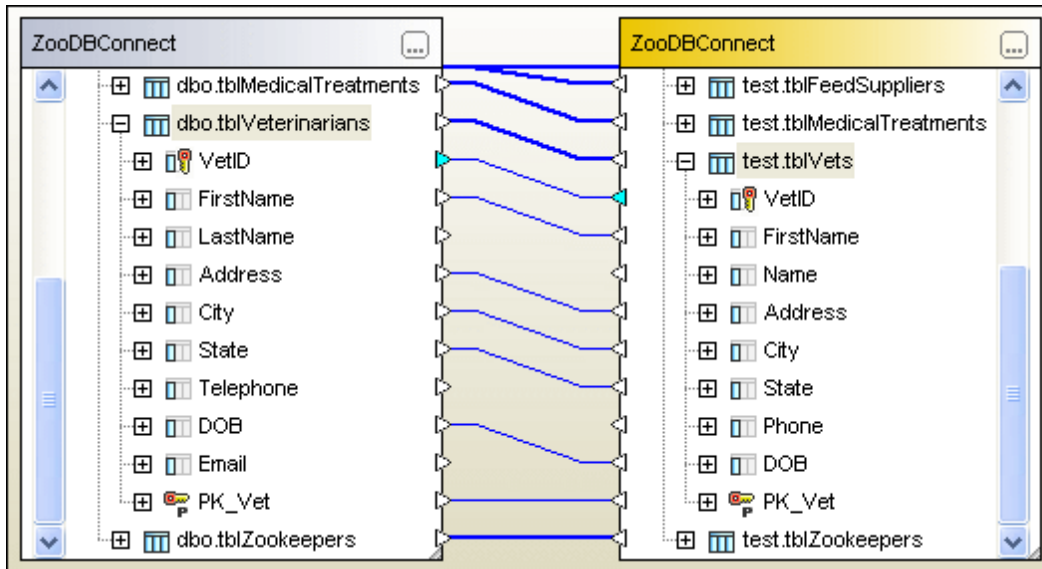 ZooDBConnect
dbo.tblMedicalTreatments
dbo.tblVeterinarians
VetID
FirstName
LastName
Address
City
State
Telephone
DOB
Email
PK_Vet
dbo.tblZookeepers
ZooDBConnect
test.tblFeedSuppliers
test.tblMedicalTreatments
test.tblVets
VetID
FirstName
Name
Address
City
State
Phone
DOB
PK_Vet
test.tblZookeepers